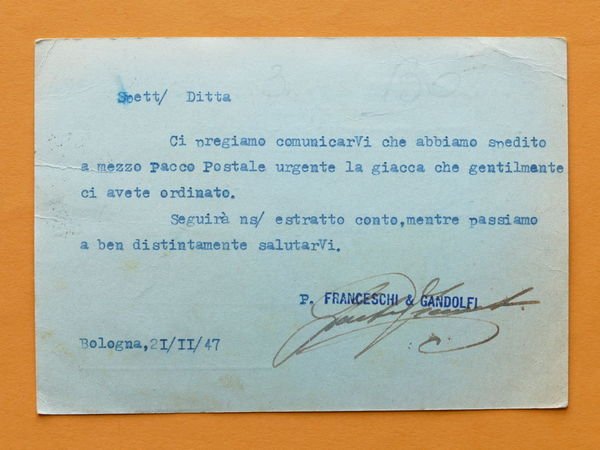 Spett/ Ditta
Ci pregiamo comunicarVi che abbiamo spedito
a mezzo pacco Postale urgente la giacca che gentilmente
ci avete ordinato.
Seguirà ns/ estratto conto,mentre passiamo
a ben distintamente salutarVi.
P. FRANCESCHI & GANDOLFI
Bologna,2I/II/47